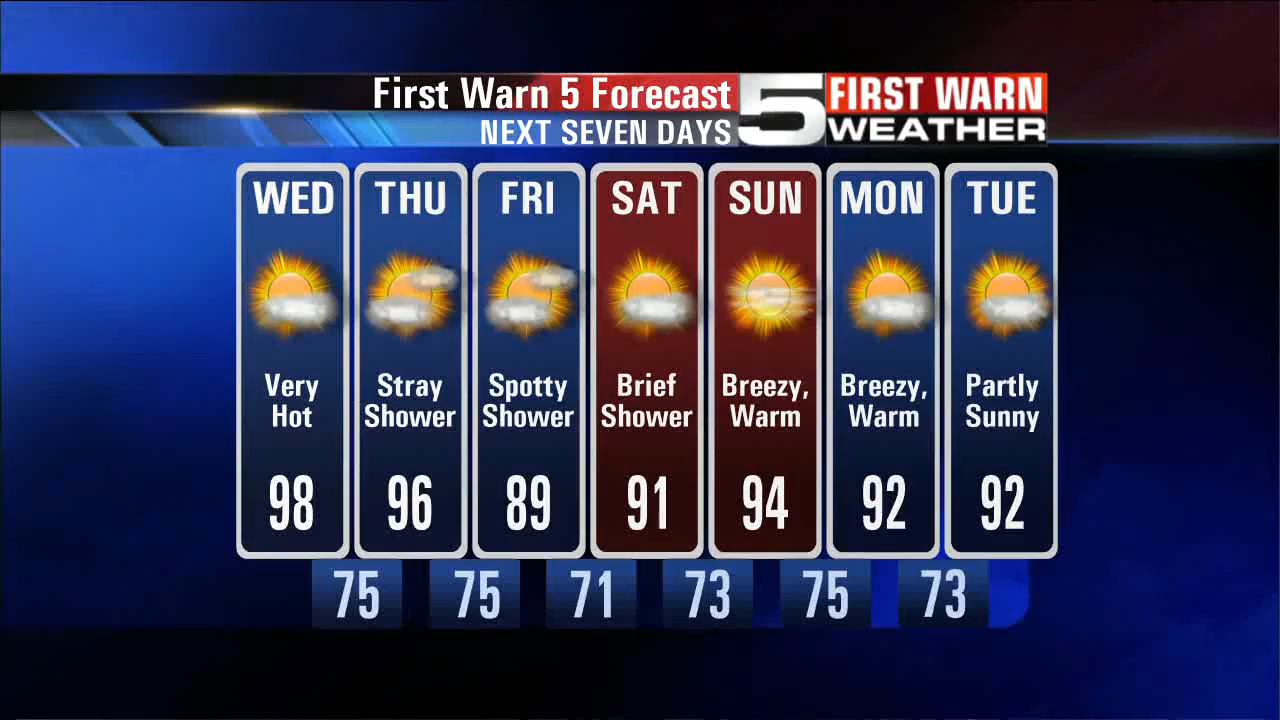 First Warn 5 Forecast
NEXT SEVEN DAYS
5
FIRST WARN
WEATHER
WED THU FRI SAT SUN MON TUE
Very Stray Spotty Brief Breezy, Breezy, Partly
Hot Shower Shower Shower Warm Warm Sunny
98 96 89 91 94 92 92
75 75 71 73 75 73